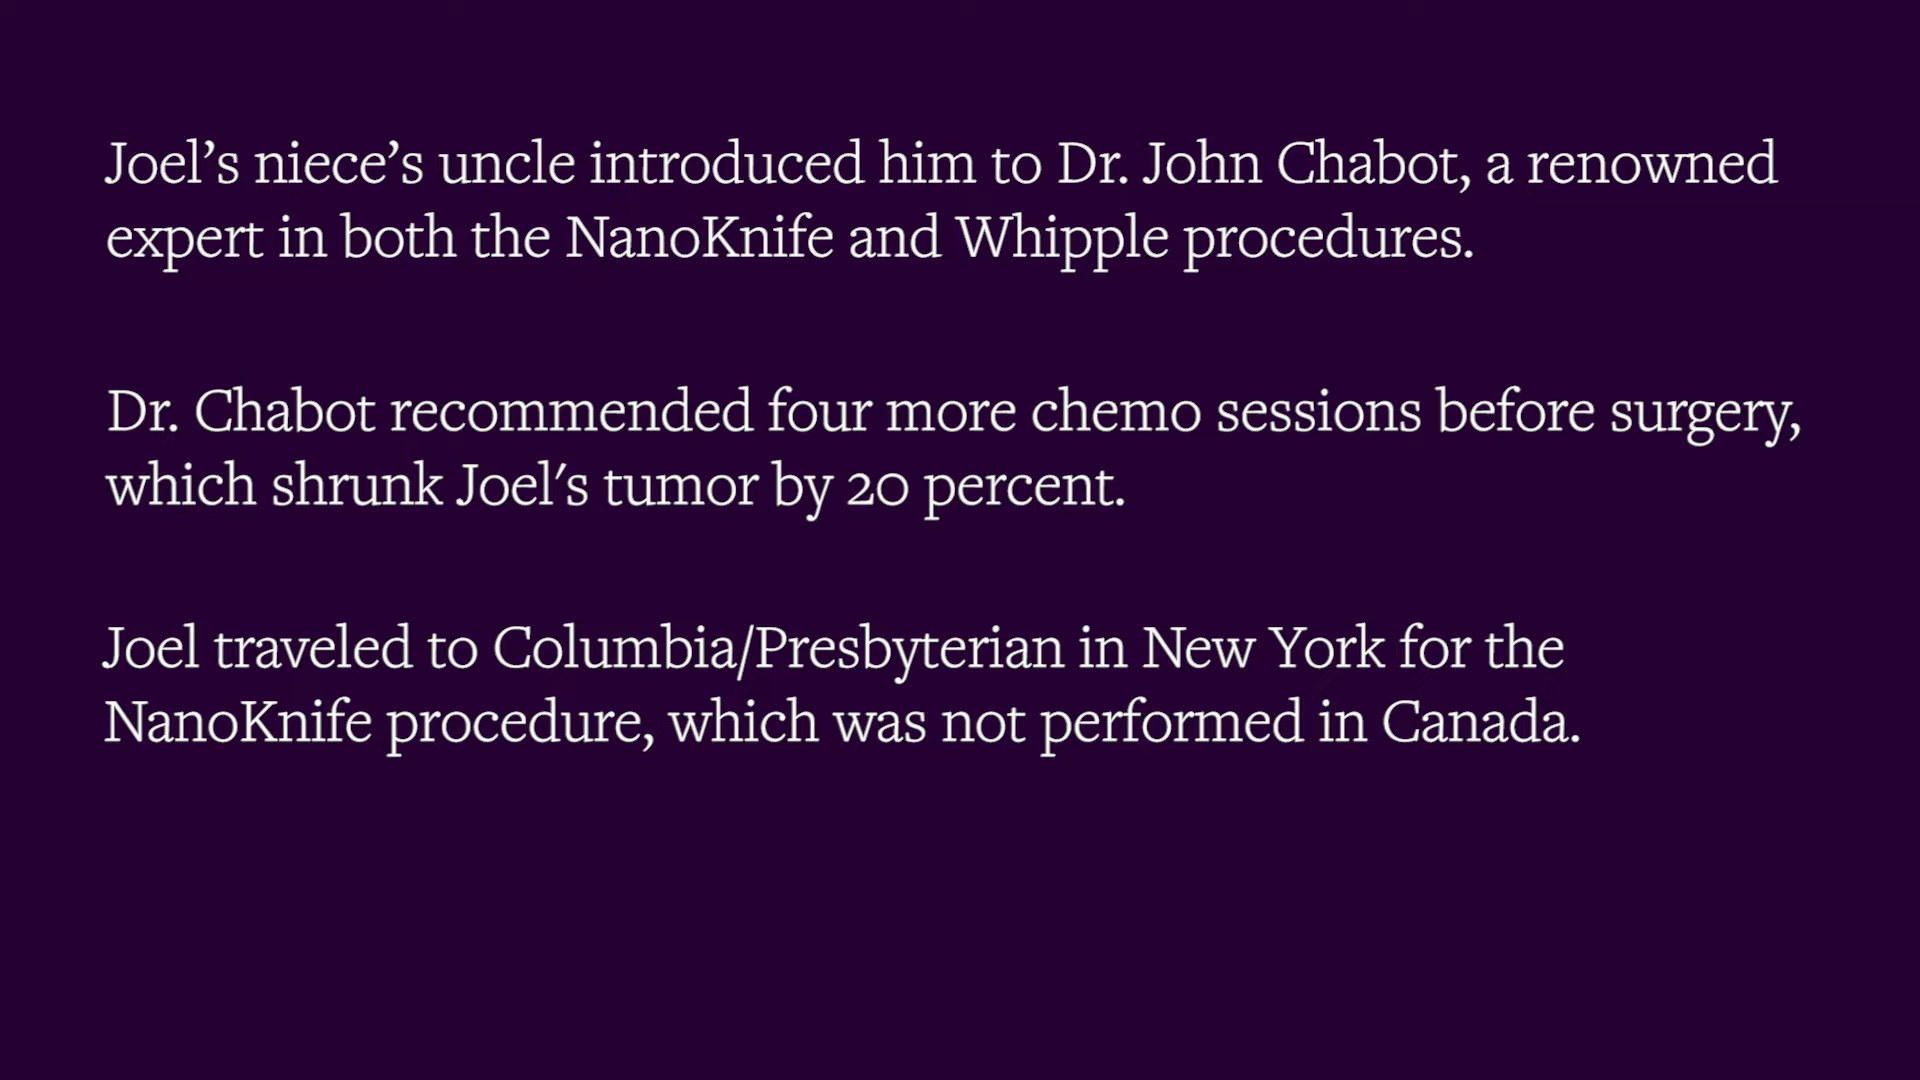 Joel’s niece’s uncle introduced him to Dr. John Chabot, a renowned
expert in both the NanoKnife and Whipple procedures.
Dr. Chabot recommended four more chemo sessions before surgery,
which shrunk Joel's tumor by 20 percent.
Joel traveled to Columbia/Presbyterian in New York for the
NanoKnife procedure, which was not performed in Canada.